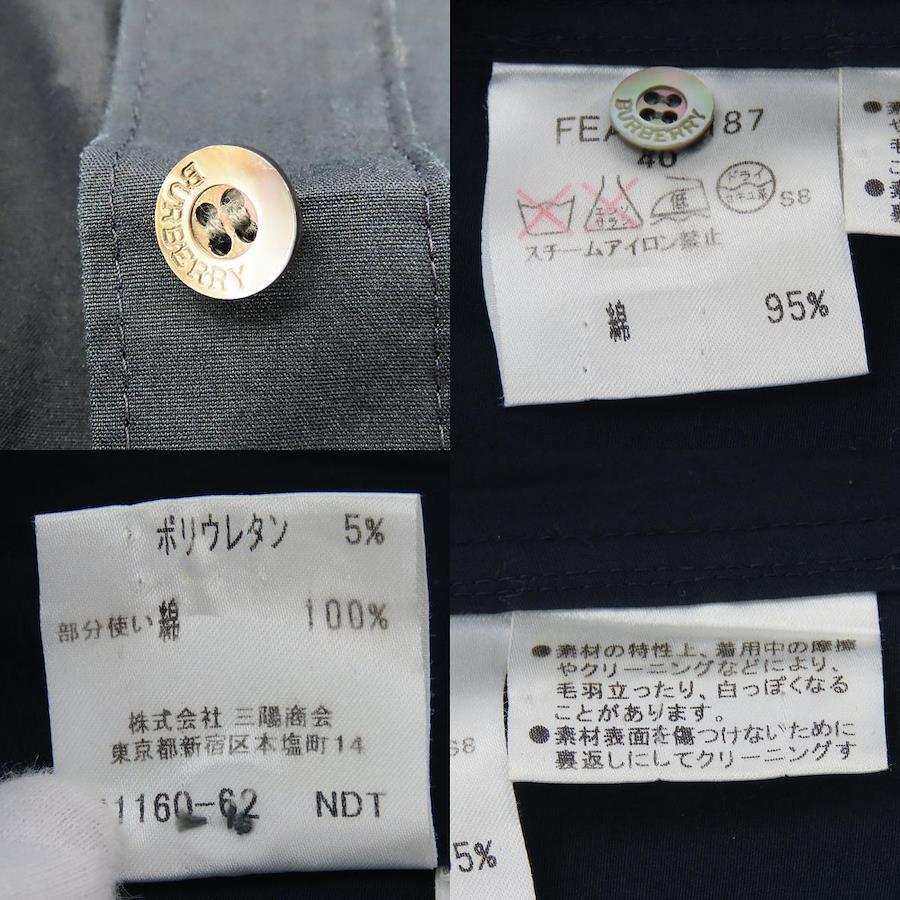 BURBERRY
BURBERRY
FEA 187
40
エンソ
サラシ
低
ドライ
セキユ系
S8
スチームアイロン禁止
綿 95%
ポリウレタン 5%
部分使い 綿 100%
株式会社 三陽商会
東京都新宿区本塩町14
1160-62 NDT
●素材の特性上、着用中の摩擦
やクリーニングなどにより、
毛羽立ったり、白っぽくなる
ことがあります。
●素材表面を傷つけないために
裏返しにしてクリーニングす
S8
5%